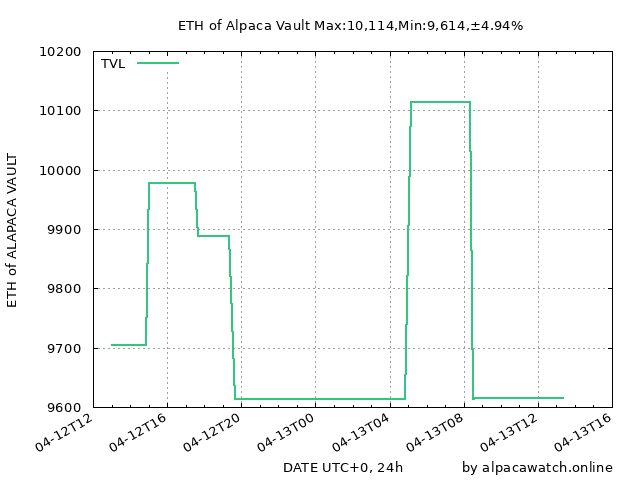 ETH of Alpaca Vault Max:10,114,Min:9,614,±4.94%
10200
10100
10000
9900
9800
9700
9600
ETH of ALAPACA VAULT
TVL
04-12T12
04-12T16
04-12T20
04-13T00
04-13T04
04-13T08
04-13T12
04-13T16
DATE UTC+0, 24h
by alpacawatch.online